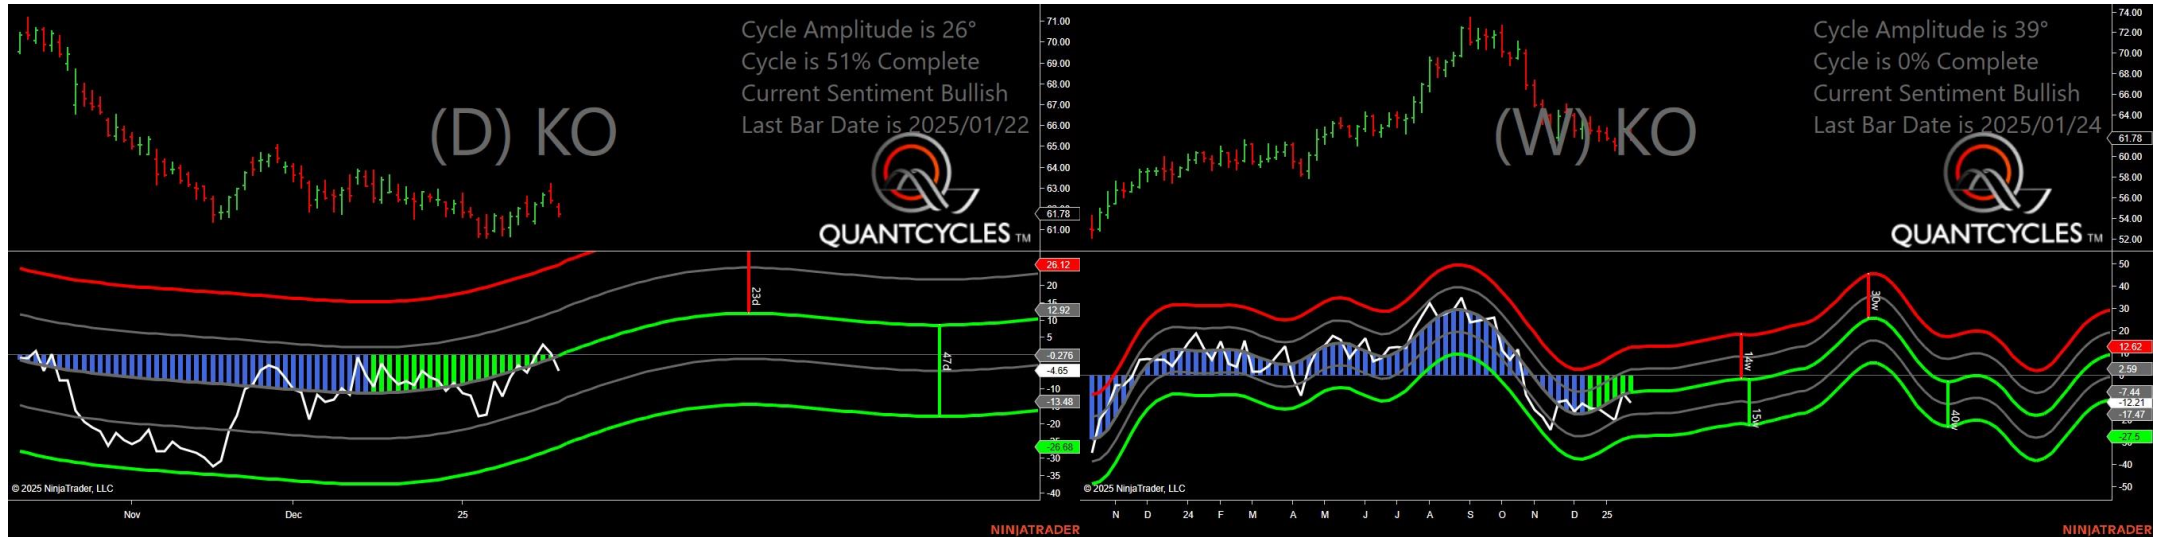 Cycle Amplitude is 26°
Cycle is 51% Complete
Current Sentiment Bullish
Last Bar Date is 2025/01/22
(D) KO
QUANTCYCLES TM
71.00
70.00
69.00
68.00
67.00
66.00
65.00
64.00
63.00
61.78
61.00
23d
47d
26.12
20
15
12.92
10
5
-0.276
-4.65
-10
-13.48
-20
-26.68
-30
-35
-40
© 2025 NinjaTrader, LLC
Nov
Dec
25
NINJATRADER
Cycle Amplitude is 39°
Cycle is 0% Complete
Current Sentiment Bullish
Last Bar Date is 2025/01/24
(W) KO
QUANTCYCLES TM
74.00
72.00
70.00
68.00
66.00
64.00
61.78
60.00
58.00
56.00
54.00
52.00
14w
15w
30w
40w
50
40
30
20
12.62
2.59
-7.44
-12.21
-17.47
-27.5
-40
-50
© 2025 NinjaTrader, LLC
N
D
24
F
M
A
M
J
J
A
S
O
N
D
25
NINJATRADER